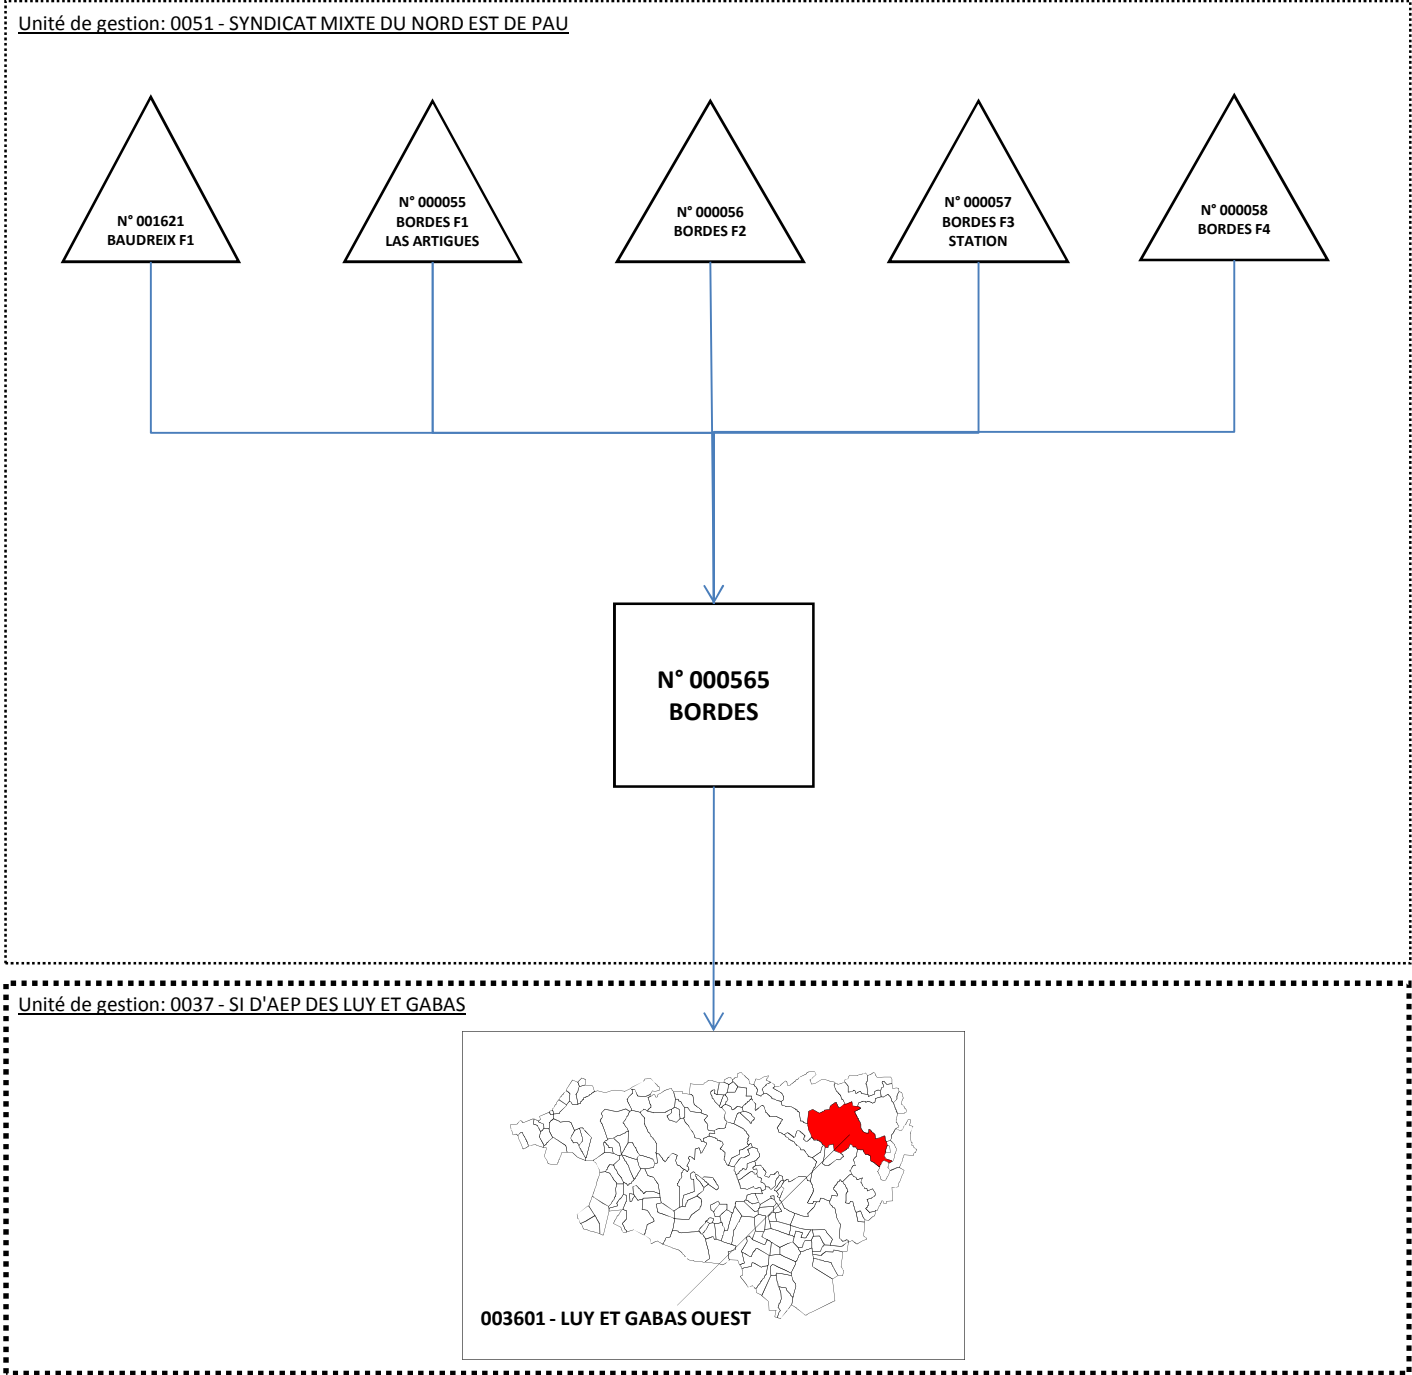 Unité de gestion: 0051 - SYNDICAT MIXTE DU NORD EST DE PAU
N° 001621
BAUDREIX F1
N° 000055
BORDES F1
LAS ARTIGUES
N° 000056
BORDES F2
N° 000057
BORDES F3
STATION
N° 000058
BORDES F4
N° 000565
BORDES
Unité de gestion: 0037 - SI D'AEP DES LUY ET GABAS
003601 - LUY ET GABAS OUEST